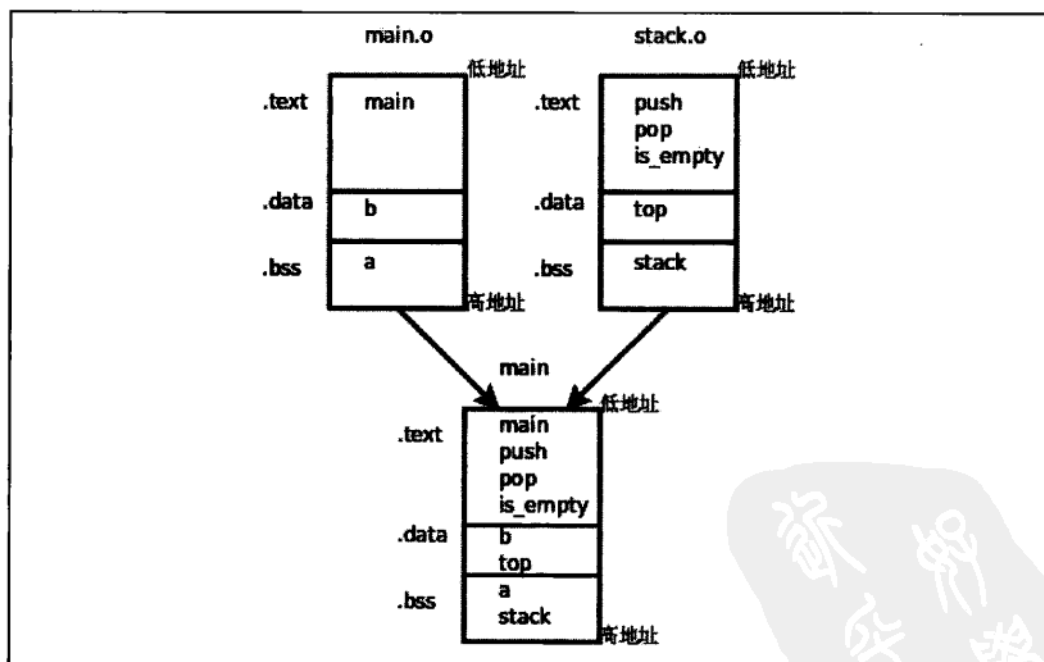 main.o
stack.o
低地址
低地址
.text
main
.text
push
pop
is_empty
.data
b
.data
top
.bss
a
.bss
stack
高地址
高地址
main
低地址
.text
main
push
pop
is_empty
.data
b
top
.bss
a
stack
高地址